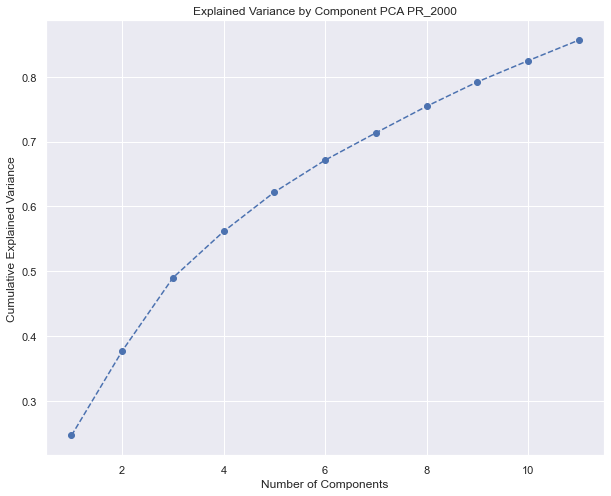 Explained Variance by Component PCA PR_2000
Cumulative Explained Variance
0.8
0.7
0.6
0.5
0.4
0.3
2 4 6 8 10
Number of Components